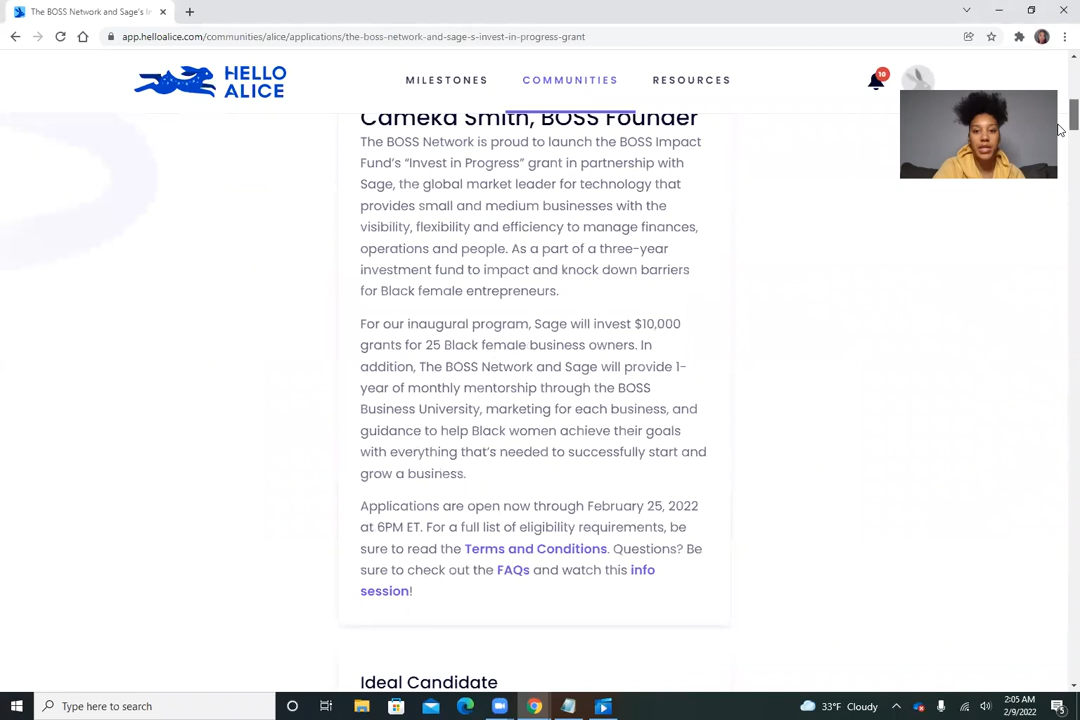 The BOSS Network and Sage's In
app.helloalice.com/communities/alice/applications/the-boss-network-and-sage-s-invest-in-progress-grant
HELLO ALICE
MILESTONES
COMMUNITIES
RESOURCES
10
Cameka Smith, BOSS Founder
The BOSS Network is proud to launch the BOSS Impact
Fund's "Invest in Progress" grant in partnership with
Sage, the global market leader for technology that
provides small and medium businesses with the
visibility, flexibility and efficiency to manage finances,
operations and people. As a part of a three-year
investment fund to impact and knock down barriers
for Black female entrepreneurs.
For our inaugural program, Sage will invest $10,000
grants for 25 Black female business owners. In
addition, The BOSS Network and Sage will provide 1-
year of monthly mentorship through the BOSS
Business University, marketing for each business, and
guidance to help Black women achieve their goals
with everything that's needed to successfully start and
grow a business.
Applications are open now through February 25, 2022
at 6PM ET. For a full list of eligibility requirements, be
sure to read the Terms and Conditions. Questions? Be
sure to check out the FAQs and watch this info
session!
Ideal Candidate
Type here to search
33°F Cloudy
2:05 AM
2/9/2022
5